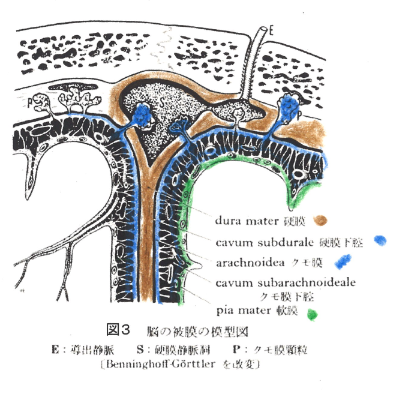 E
dura mater 硬膜
cavum subdurale 硬膜下腔
arachnoidea クモ膜
cavum subarachnoideale
クモ膜下腔
pia mater 軟膜
図3 脳の被膜の模型図
E：導出静脈 S：硬膜静脈洞 P：クモ膜顆粒
〔Benninghoff-Görttler を改変〕